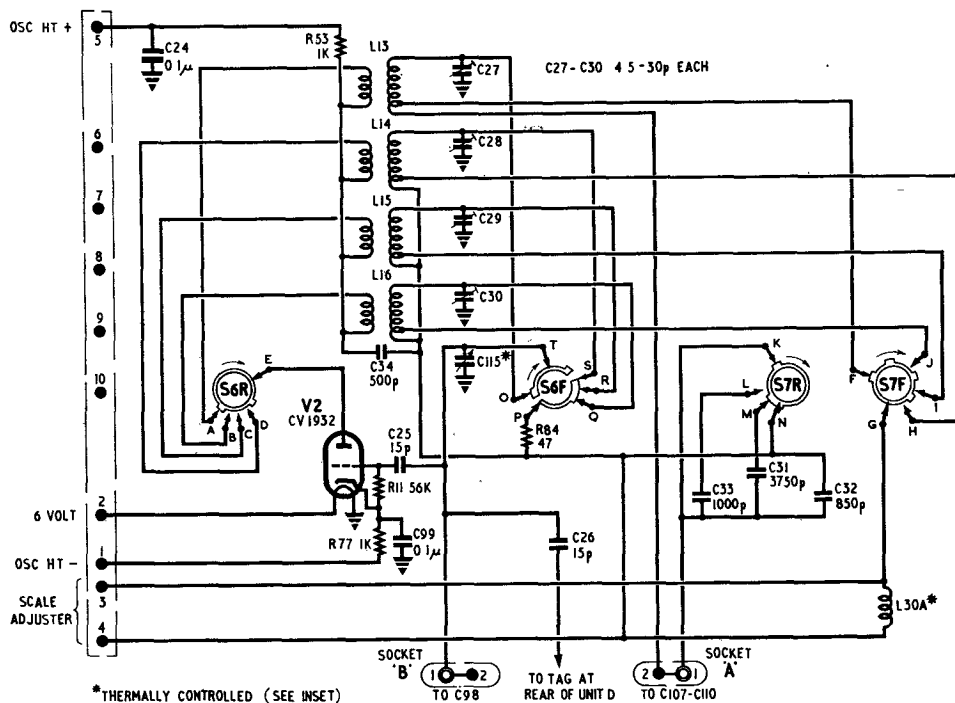 OSC HT +
5
C24
0.1μ
R53
1K
L13
C27
C27-C30 4.5-30p EACH
6
L14
C28
7
L15
C29
8
L16
C30
9
10
E
S6R
A
B
C
D
C34
500p
C115*
T
O
S6F
S
R
Q
P
R84
47
K
L
S7R
M
N
F
S7F
J
I
H
G
V2
CV1932
C25
15p
R11 56K
C33
1000p
C31
3750p
C32
850p
2
6 VOLT
R77 1K
C99
0.1μ
C26
15p
1
OSC HT-
3
SCALE
ADJUSTER
4
L30A*
SOCKET
'B'
1
2
TO C98
TO TAG AT
REAR OF UNIT D
2
1
SOCKET
'A'
TO C107-C110
*THERMALLY CONTROLLED (SEE INSET)